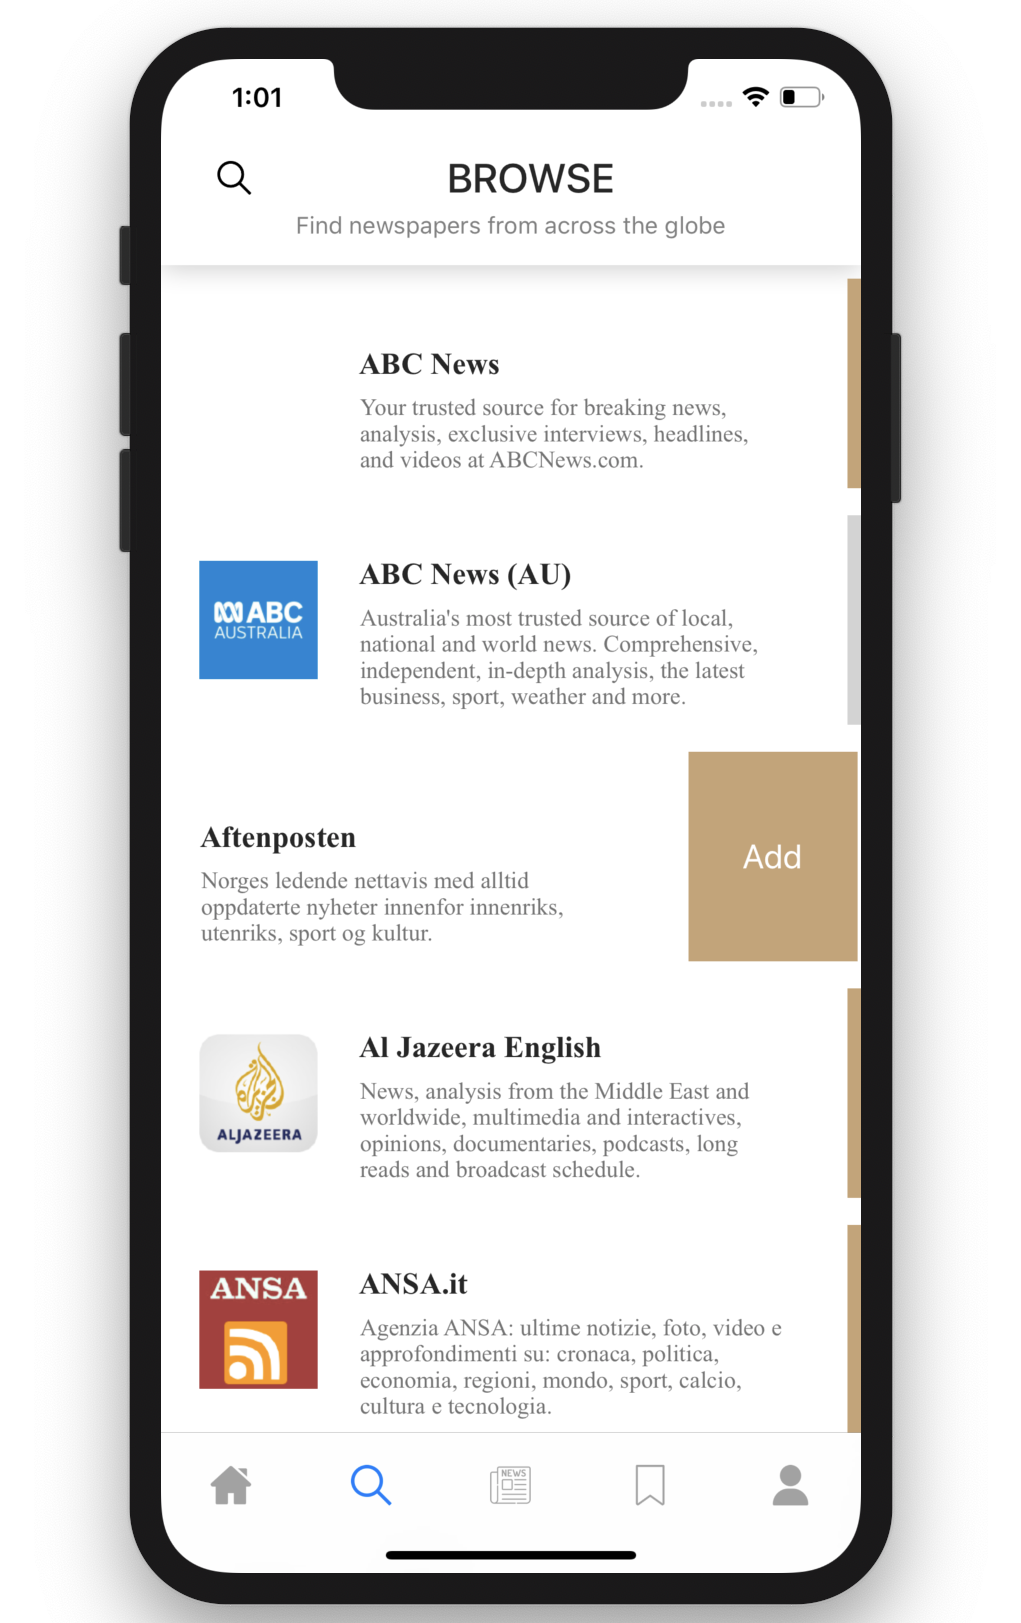 1:01
BROWSE
Find newspapers from across the globe
ABC News
Your trusted source for breaking news,
analysis, exclusive interviews, headlines,
and videos at ABCNews.com.
ABC
AUSTRALIA
ABC News (AU)
Australia's most trusted source of local,
national and world news. Comprehensive,
independent, in-depth analysis, the latest
business, sport, weather and more.
Aftenposten
Norges ledende nettavis med alltid
oppdaterte nyheter innenfor innenriks,
utenriks, sport og kultur.
Add
ALJAZEERA
Al Jazeera English
News, analysis from the Middle East and
worldwide, multimedia and interactives,
opinions, documentaries, podcasts, long
reads and broadcast schedule.
ANSA
ANSA.it
Agenzia ANSA: ultime notizie, foto, video e
approfondimenti su: cronaca, politica,
economia, regioni, mondo, sport, calcio,
cultura e tecnologia.
NEWS